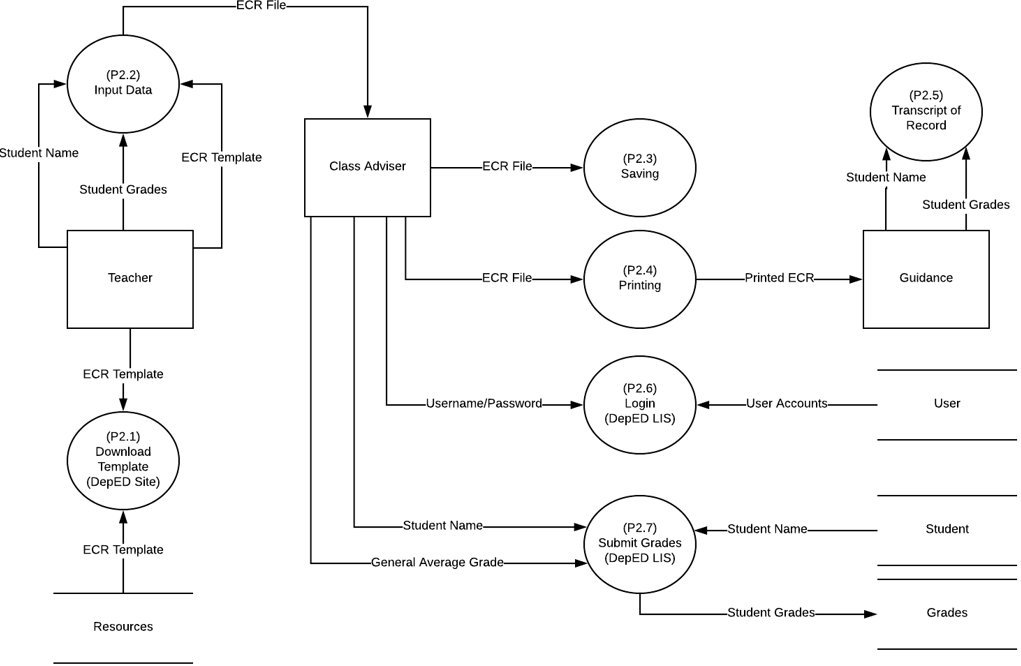 ECR File
(P2.2)
Input Data
Student Name
ECR Template
Student Grades
Teacher
ECR Template
(P2.1)
Download
Template
(DepED Site)
ECR Template
Resources
Class Adviser
ECR File
(P2.3)
Saving
ECR File
(P2.4)
Printing
Printed ECR
(P2.5)
Transcript of
Record
Student Name
Student Grades
Guidance
Username/Password
(P2.6)
Login
(DepED LIS)
User Accounts
User
Student Name
General Average Grade
(P2.7)
Submit Grades
(DepED LIS)
Student Name
Student
Student Grades
Grades